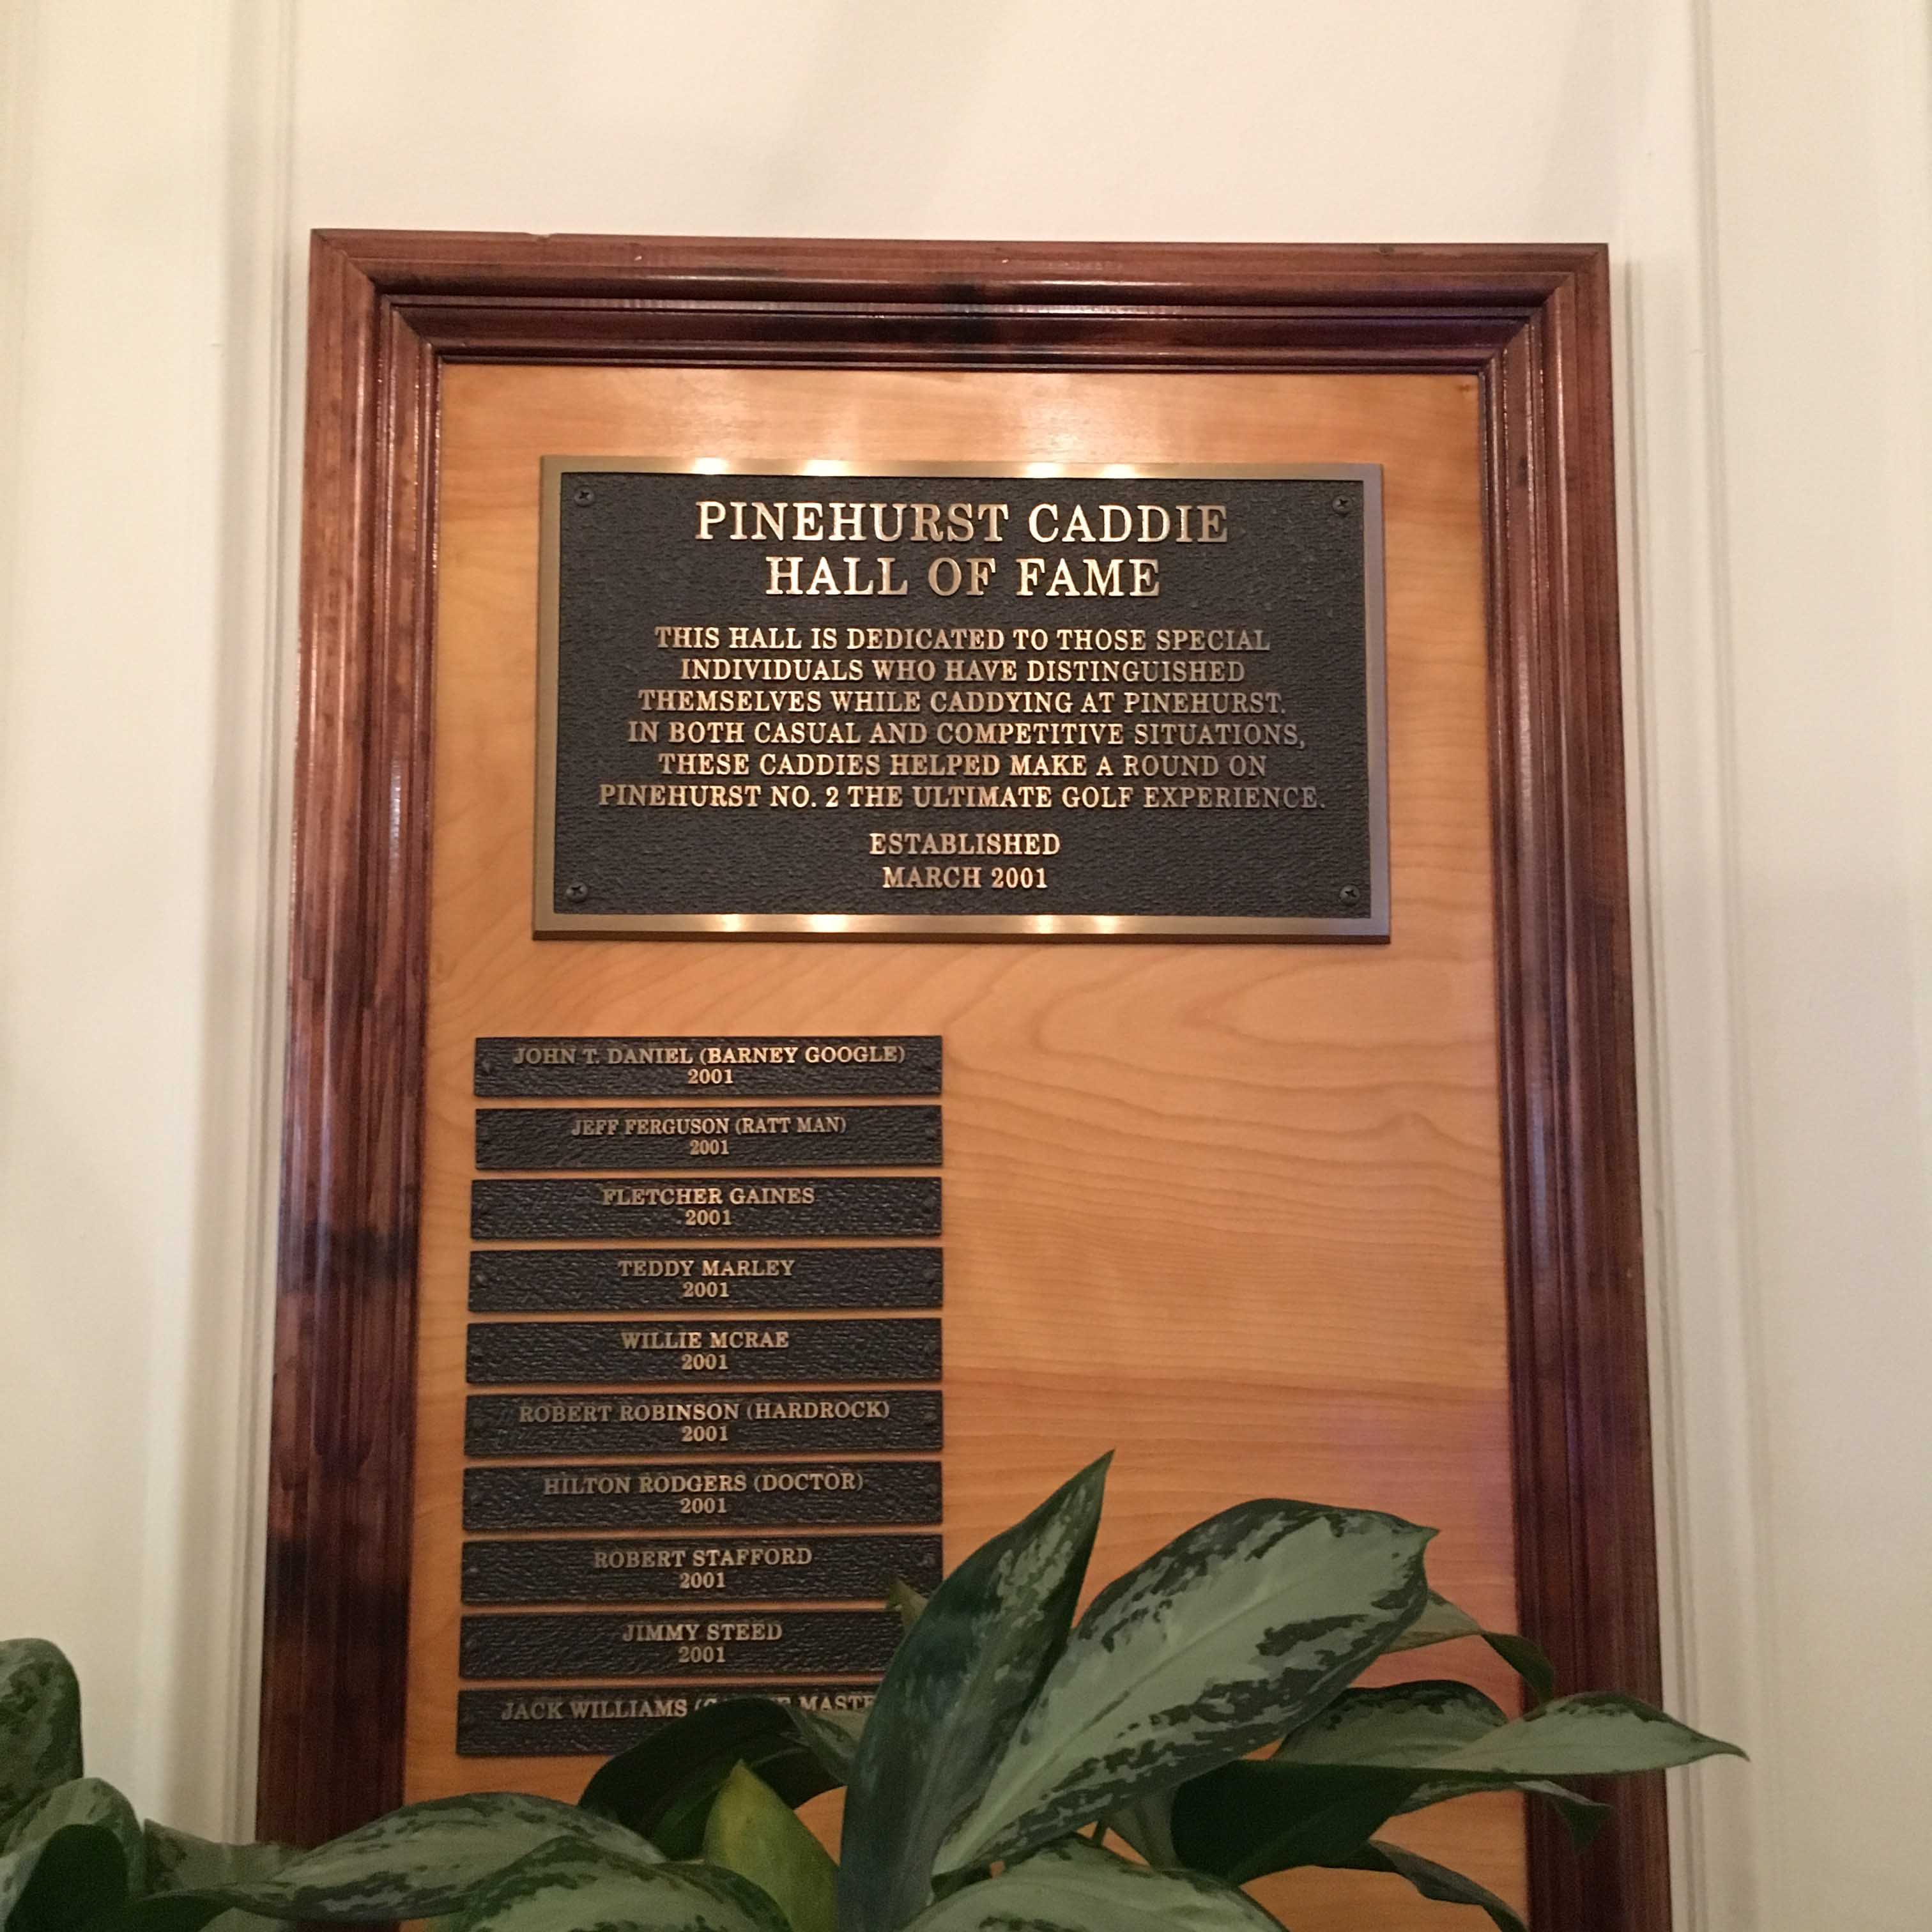 PINEHURST CADDIE
HALL OF FAME
THIS HALL IS DEDICATED TO THOSE SPECIAL
INDIVIDUALS WHO HAVE DISTINGUISHED
THEMSELVES WHILE CADDYING AT PINEHURST.
IN BOTH CASUAL AND COMPETITIVE SITUATIONS,
THESE CADDIES HELPED MAKE A ROUND ON
PINEHURST NO. 2 THE ULTIMATE GOLF EXPERIENCE.
ESTABLISHED
MARCH 2001
JOHN T. DANIEL (BARNEY GOOGLE)
2001
JEFF FERGUSON (RATT MAN)
2001
FLETCHER GAINES
2001
TEDDY MARLEY
2001
WILLIE MCRAE
2001
ROBERT ROBINSON (HARDROCK)
2001
HILTON RODGERS (DOCTOR)
2001
ROBERT STAFFORD
2001
JIMMY STEED
2001
JACK WILLIAMS